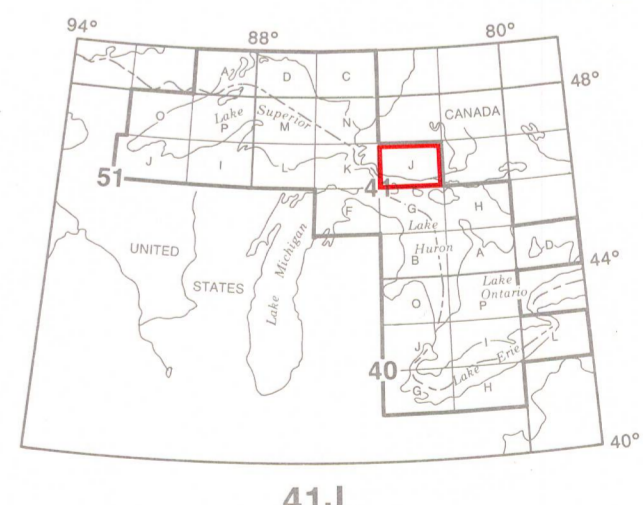 94°
88°
80°
48°
A
D
C
O
Lake
Superior
CANADA
P
M
N
J
I
L
K
J
51
41
F
G
H
Lake
Huron
D
UNITED
B
A
44°
STATES
Lake Michigan
Lake
Ontario
O
P
J
I
L
40
Lake Erie
G
H
40°